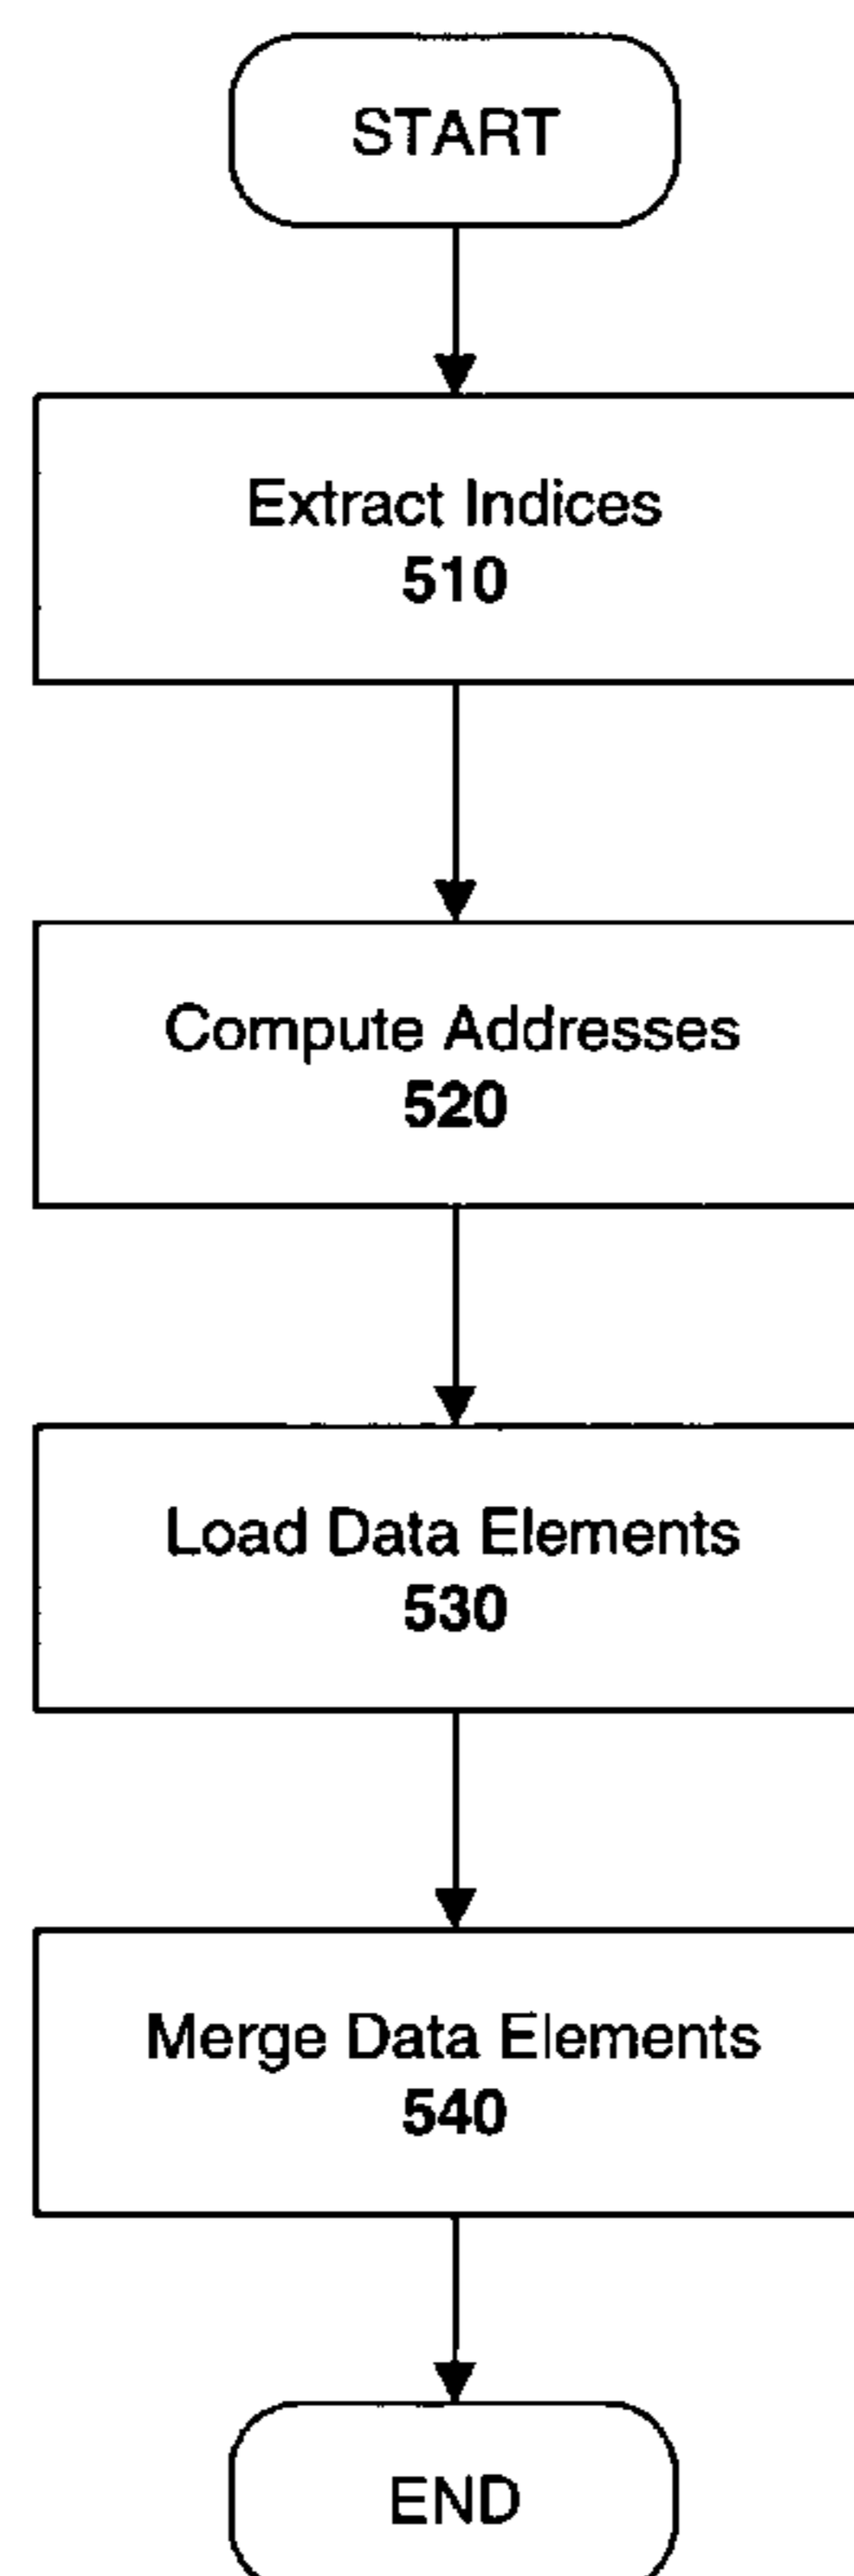 START
Extract Indices
510
Compute Addresses
520
Load Data Elements
530
Merge Data Elements
540
END